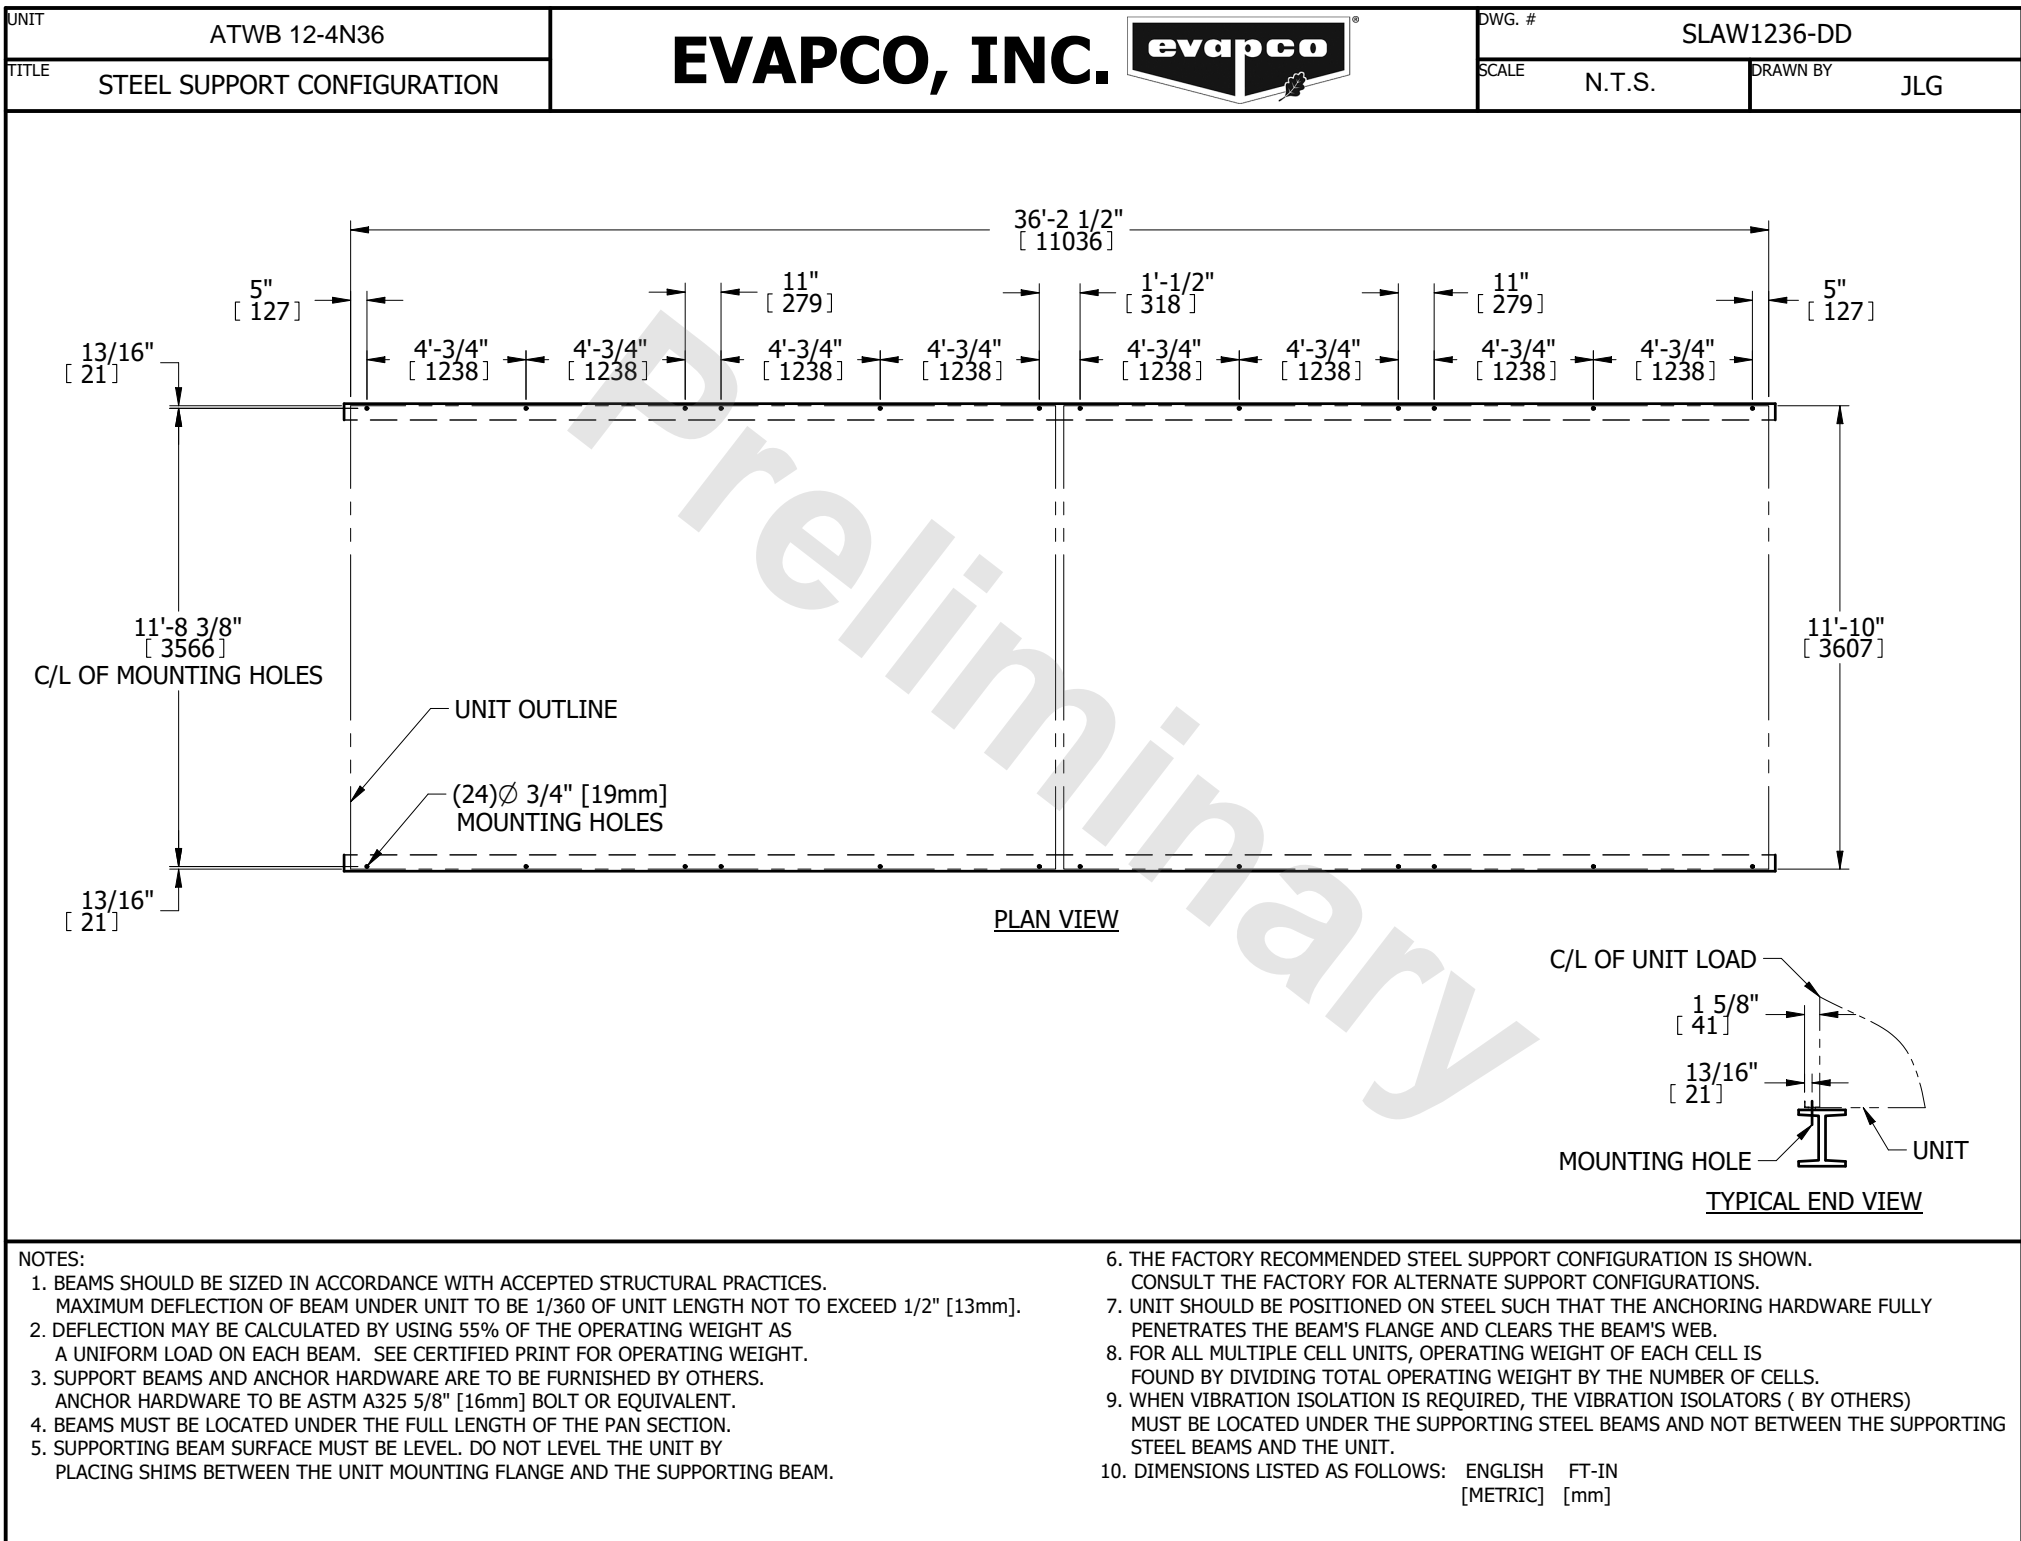 UNIT
ATWB 12-4N36
TITLE
STEEL SUPPORT CONFIGURATION
EVAPCO, INC.
evapco
®
DWG. #
SLAW1236-DD
SCALE
N.T.S.
DRAWN BY
JLG
36'-2 1/2"
[ 11036 ]
5"
[ 127 ]
11"
[ 279 ]
1'-1/2"
[ 318 ]
11"
[ 279 ]
5"
[ 127 ]
13/16"
[ 21 ]
4'-3/4"
[ 1238 ]
4'-3/4"
[ 1238 ]
4'-3/4"
[ 1238 ]
4'-3/4"
[ 1238 ]
4'-3/4"
[ 1238 ]
4'-3/4"
[ 1238 ]
4'-3/4"
[ 1238 ]
4'-3/4"
[ 1238 ]
Preliminary
11'-8 3/8"
[ 3566 ]
C/L OF MOUNTING HOLES
11'-10"
[ 3607 ]
UNIT OUTLINE
(24)∅ 3/4" [19mm]
MOUNTING HOLES
13/16"
[ 21 ]
PLAN VIEW
C/L OF UNIT LOAD
1 5/8"
[ 41 ]
13/16"
[ 21 ]
MOUNTING HOLE
UNIT
TYPICAL END VIEW
NOTES:
1. BEAMS SHOULD BE SIZED IN ACCORDANCE WITH ACCEPTED STRUCTURAL PRACTICES.
MAXIMUM DEFLECTION OF BEAM UNDER UNIT TO BE 1/360 OF UNIT LENGTH NOT TO EXCEED 1/2" [13mm].
2. DEFLECTION MAY BE CALCULATED BY USING 55% OF THE OPERATING WEIGHT AS
A UNIFORM LOAD ON EACH BEAM. SEE CERTIFIED PRINT FOR OPERATING WEIGHT.
3. SUPPORT BEAMS AND ANCHOR HARDWARE ARE TO BE FURNISHED BY OTHERS.
ANCHOR HARDWARE TO BE ASTM A325 5/8" [16mm] BOLT OR EQUIVALENT.
4. BEAMS MUST BE LOCATED UNDER THE FULL LENGTH OF THE PAN SECTION.
5. SUPPORTING BEAM SURFACE MUST BE LEVEL. DO NOT LEVEL THE UNIT BY
PLACING SHIMS BETWEEN THE UNIT MOUNTING FLANGE AND THE SUPPORTING BEAM.
6. THE FACTORY RECOMMENDED STEEL SUPPORT CONFIGURATION IS SHOWN.
CONSULT THE FACTORY FOR ALTERNATE SUPPORT CONFIGURATIONS.
7. UNIT SHOULD BE POSITIONED ON STEEL SUCH THAT THE ANCHORING HARDWARE FULLY
PENETRATES THE BEAM'S FLANGE AND CLEARS THE BEAM'S WEB.
8. FOR ALL MULTIPLE CELL UNITS, OPERATING WEIGHT OF EACH CELL IS
FOUND BY DIVIDING TOTAL OPERATING WEIGHT BY THE NUMBER OF CELLS.
9. WHEN VIBRATION ISOLATION IS REQUIRED, THE VIBRATION ISOLATORS ( BY OTHERS)
MUST BE LOCATED UNDER THE SUPPORTING STEEL BEAMS AND NOT BETWEEN THE SUPPORTING
STEEL BEAMS AND THE UNIT.
10. DIMENSIONS LISTED AS FOLLOWS: ENGLISH FT-IN
[METRIC] [mm]